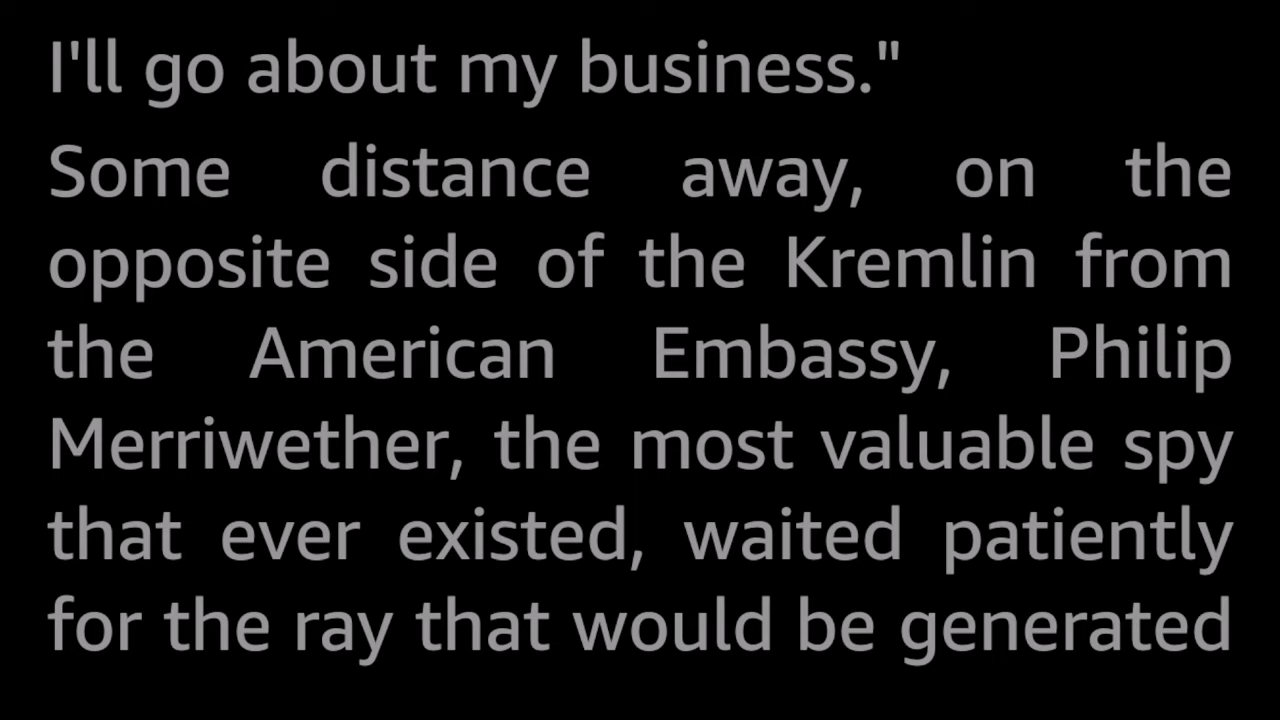 I'll go about my business."
Some distance away, on the
opposite side of the Kremlin from
the American Embassy, Philip
Merriwether, the most valuable spy
that ever existed, waited patiently
for the ray that would be generated